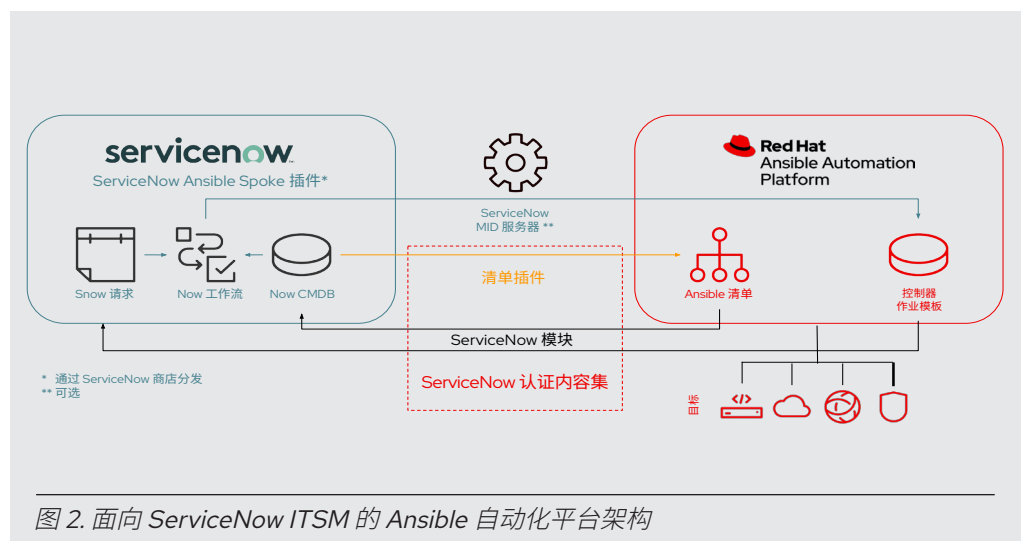 servicenow
ServiceNow Ansible Spoke 插件*
Snow 请求
Now 工作流
Now CMDB
ServiceNow
MID 服务器 **
清单插件
ServiceNow 模块
ServiceNow 认证内容集
Red Hat
Ansible Automation
Platform
Ansible 清单
控制器
作业模板
* 通过 ServiceNow 商店分发
** 可选
目标
</>
图 2. 面向 ServiceNow ITSM 的 Ansible 自动化平台架构